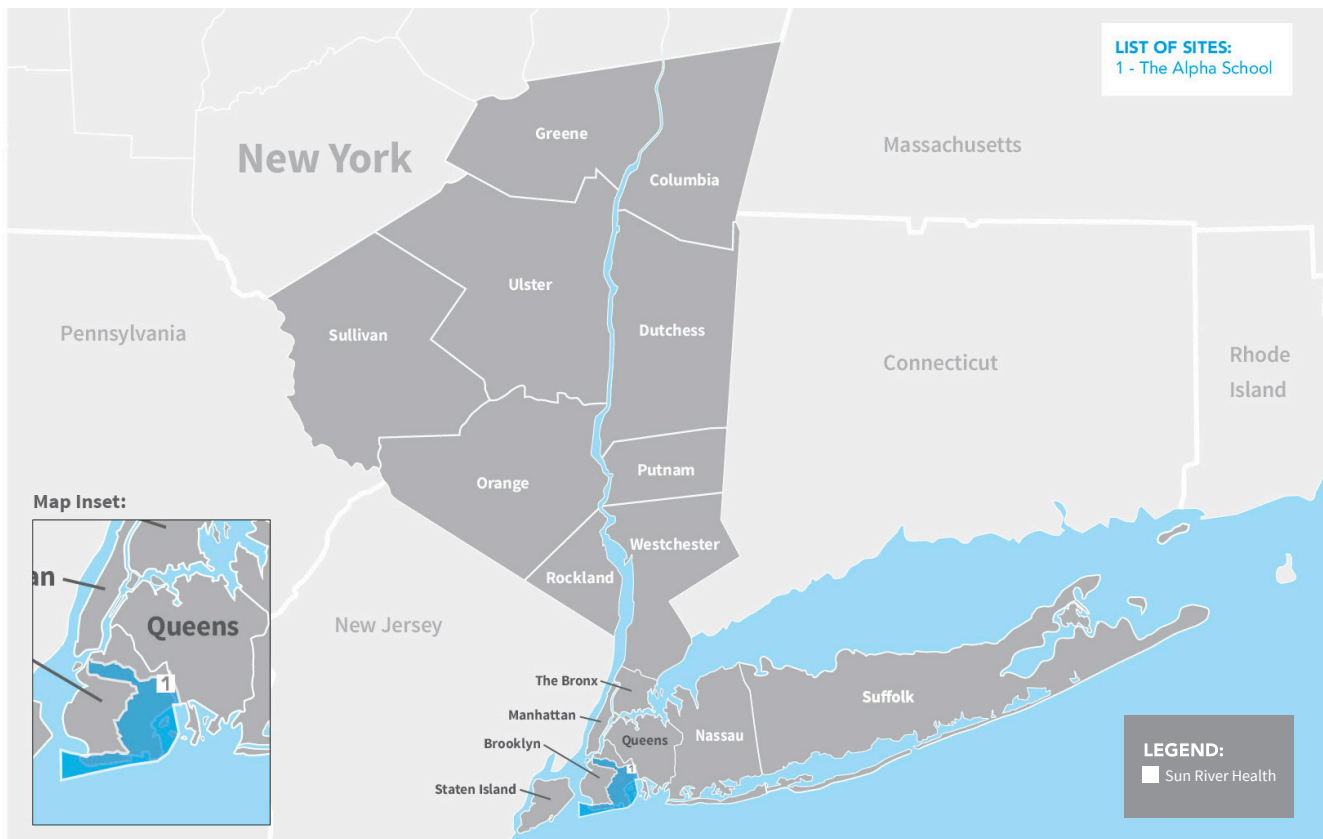 LIST OF SITES:
1 - The Alpha School
Greene
New York
Massachusetts
Columbia
Ulster
Sullivan
Dutchess
Pennsylvania
Connecticut
Rhode
Island
Putnam
Orange
Map Inset:
Westchester
Rockland
an
Queens
New Jersey
1
The Bronx
Suffolk
Manhattan
Queens
Nassau
Brooklyn
1
Staten Island
LEGEND:
Sun River Health